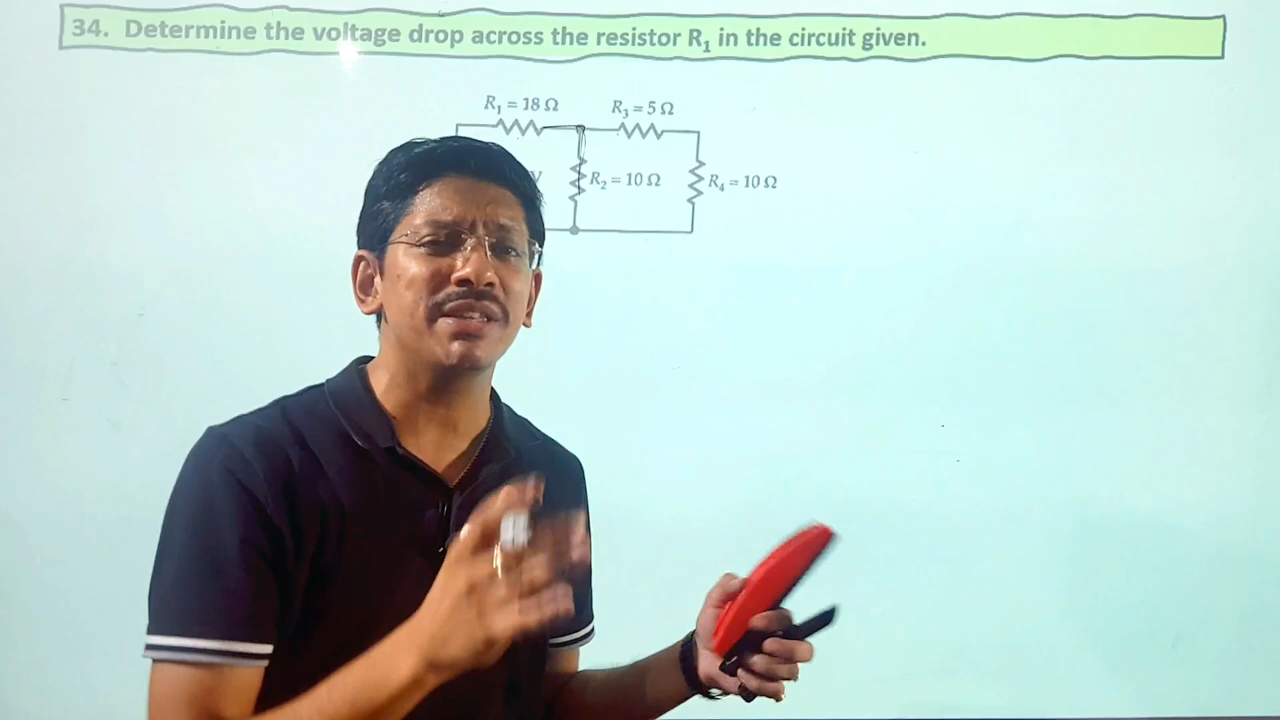 34. Determine the voltage drop across the resistor R₁ in the circuit given.
R₁ = 18 Ω
R₃ = 5 Ω
V
R₂ = 10 Ω
R₄ = 10 Ω